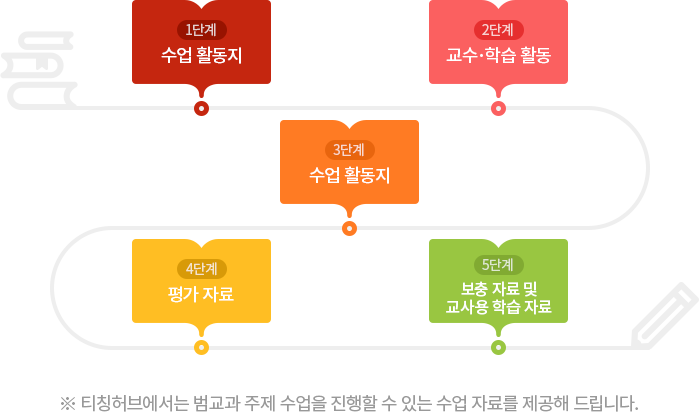 1단계
수업 활동지
2단계
교수·학습 활동
3단계
수업 활동지
4단계
평가 자료
5단계
보충 자료 및
교사용 학습 자료
※ 티칭허브에서는 범교과 주제 수업을 진행할 수 있는 수업 자료를 제공해 드립니다.